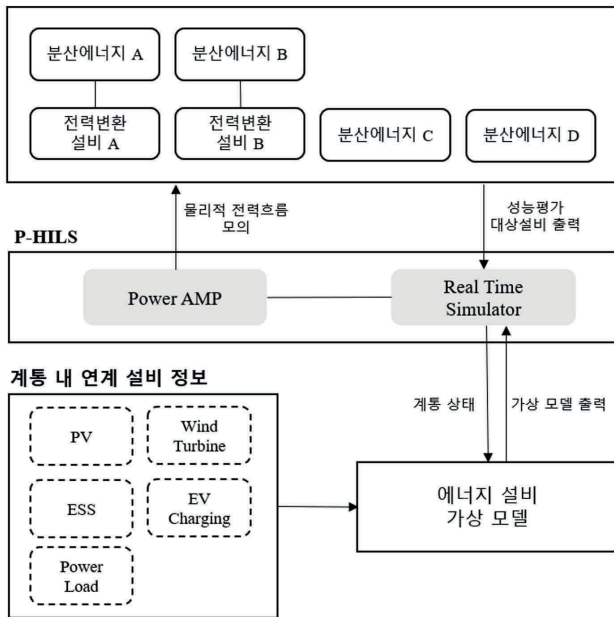 분산에너지 A
분산에너지 B
전력변환
설비 A
전력변환
설비 B
분산에너지 C
분산에너지 D
물리적 전력흐름
모의
성능평가
대상설비 출력
P-HILS
Power AMP
Real Time
Simulator
계통 내 연계 설비 정보
계통 상태
가상 모델 출력
PV
Wind
Turbine
ESS
EV
Charging
Power
Load
에너지 설비
가상 모델